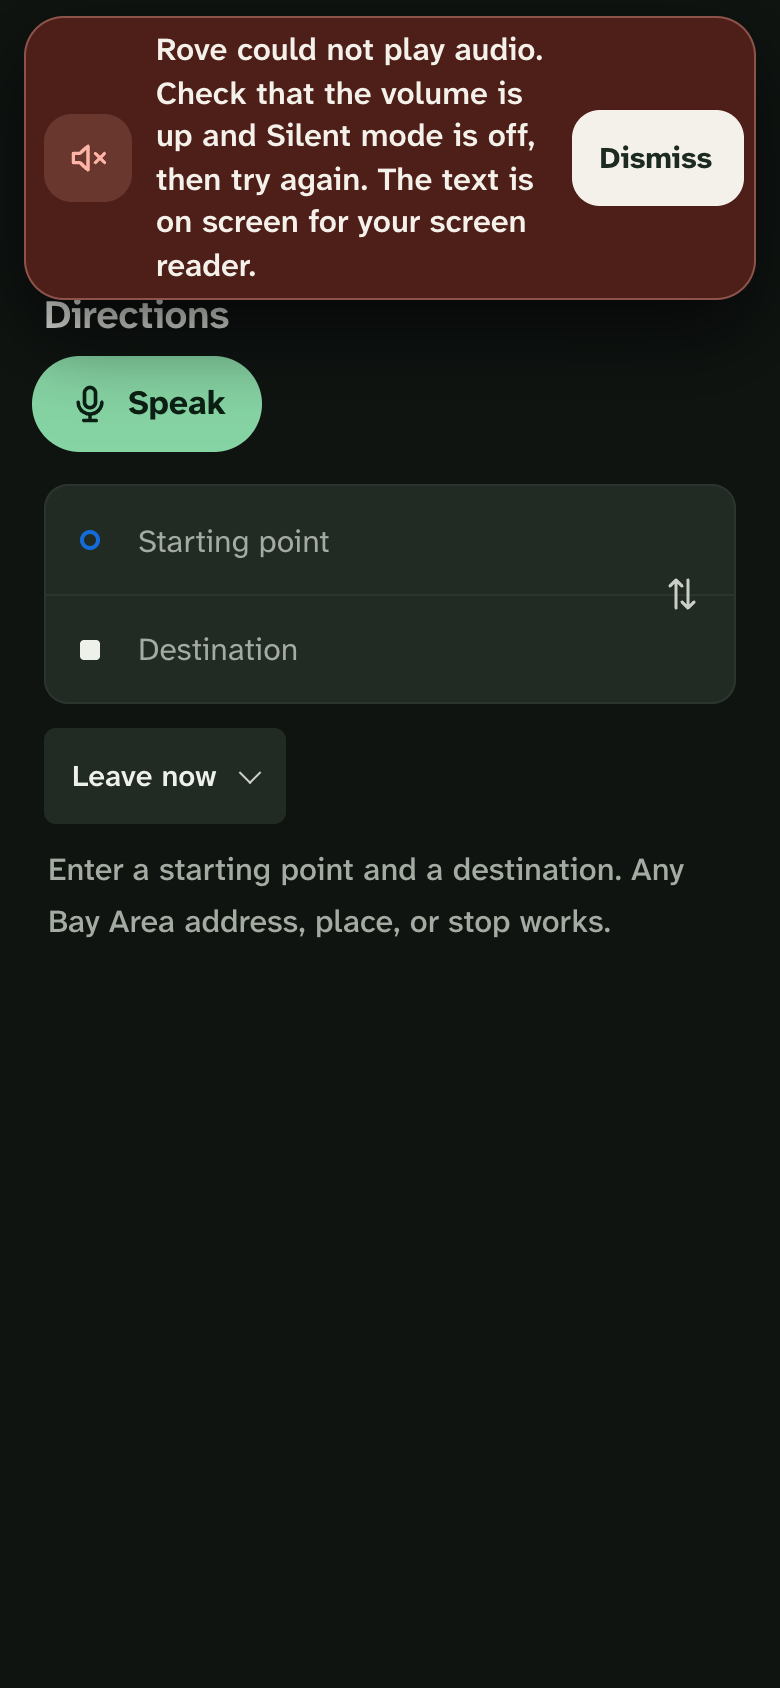 Rove could not play audio.
Check that the volume is
up and Silent mode is off,
then try again. The text is
on screen for your screen
reader.
Dismiss
Directions
Speak
Starting point
Destination
Leave now
Enter a starting point and a destination. Any
Bay Area address, place, or stop works.